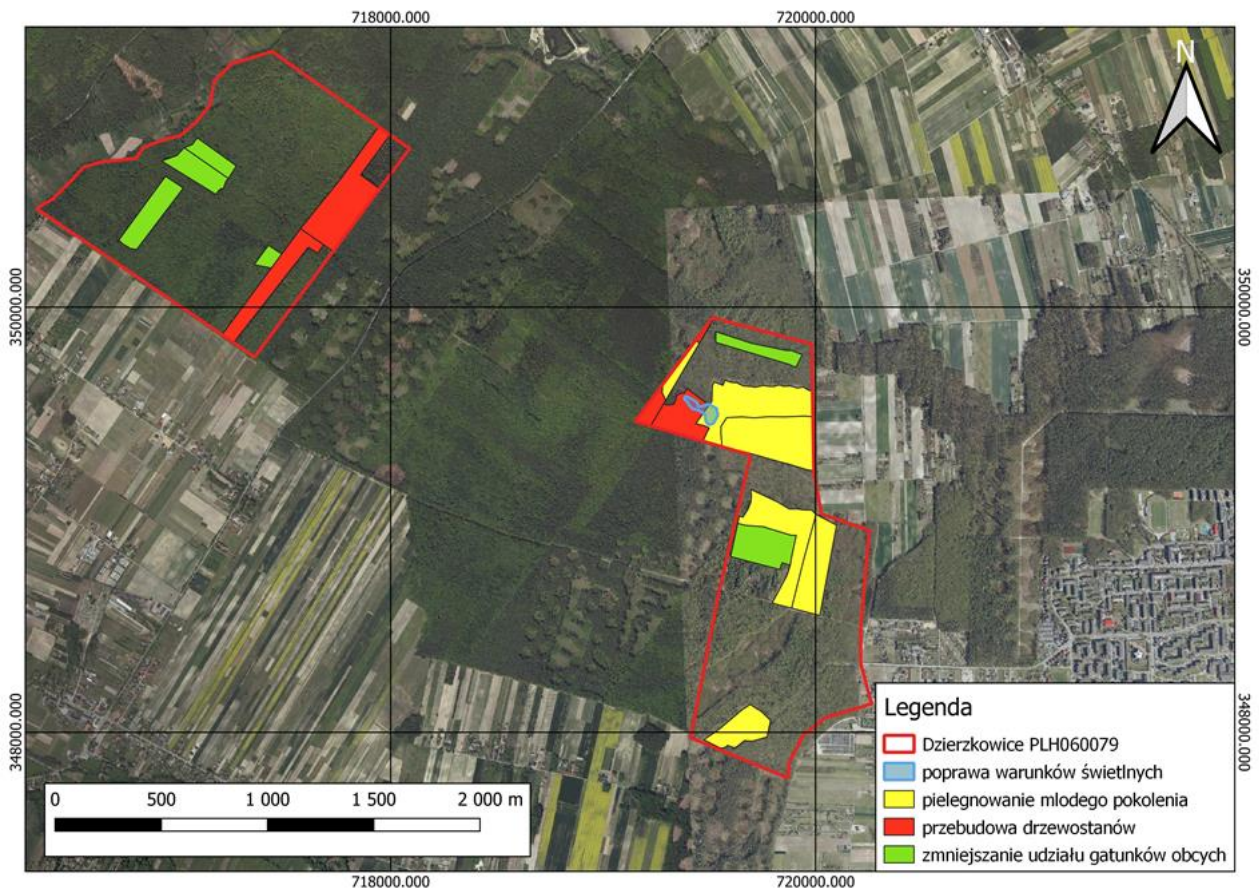 718000.000
720000.000
N
350000.000
350000.000
348000.000
348000.000
Legenda
Dzierzkowice PLH060079
poprawa warunków świetlnych
pielegnowanie mlodego pokolenia
przebudowa drzewostanów
zmniejszanie udziału gatunków obcych
0 500 1 000 1 500 2 000 m
718000.000
720000.000